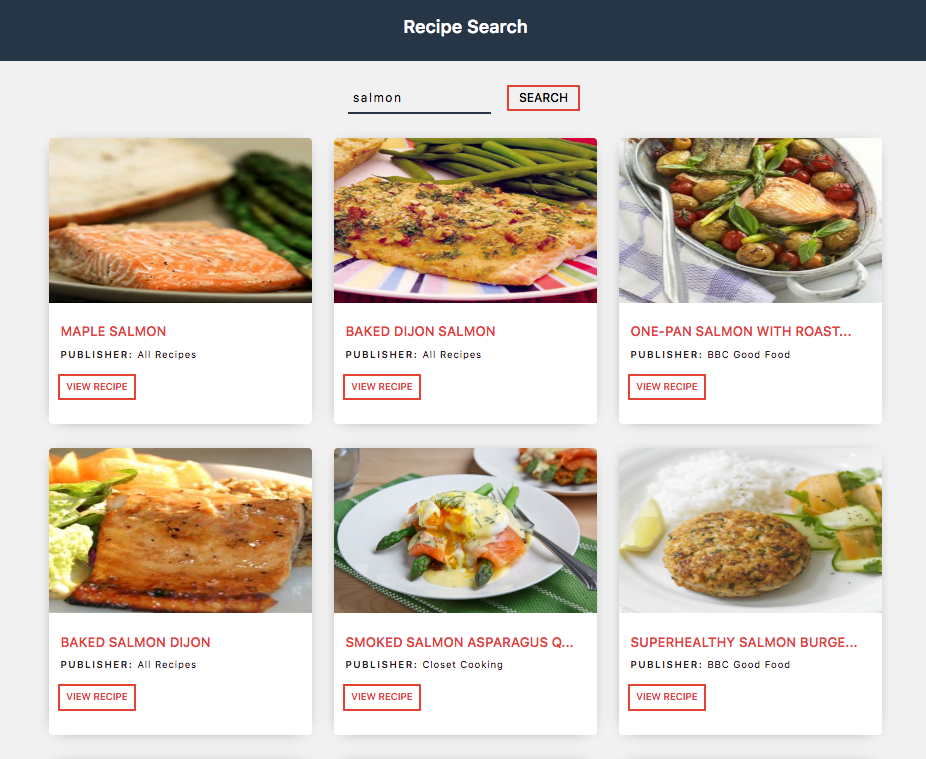 Recipe Search
salmon
SEARCH
MAPLE SALMON
PUBLISHER: All Recipes
VIEW RECIPE
BAKED DIJON SALMON
PUBLISHER: All Recipes
VIEW RECIPE
ONE-PAN SALMON WITH ROAST...
PUBLISHER: BBC Good Food
VIEW RECIPE
BAKED SALMON DIJON
PUBLISHER: All Recipes
VIEW RECIPE
SMOKED SALMON ASPARAGUS Q...
PUBLISHER: Closet Cooking
VIEW RECIPE
SUPERHEALTHY SALMON BURGE...
PUBLISHER: BBC Good Food
VIEW RECIPE